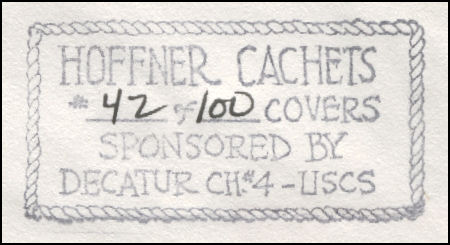 HOFFNER CACHETS
# 42 of 100 COVERS
SPONSORED BY
DECATUR CH#4-USCS